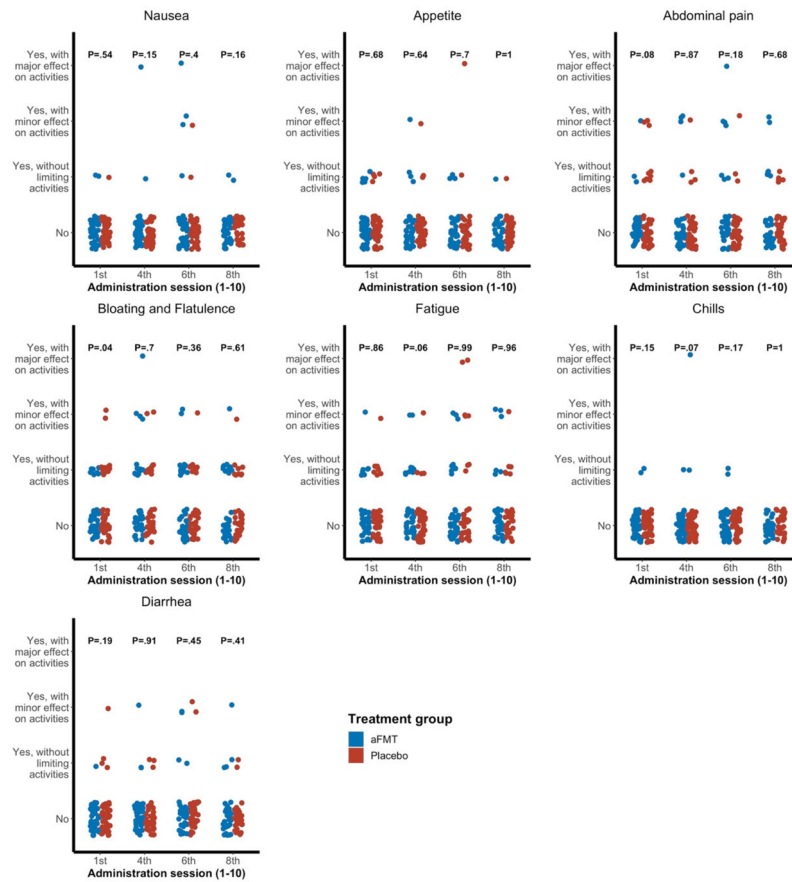 Nausea
Yes, with
major effect
on activities
P=.54 P=.15 P=.4 P=.16
Yes, with
minor effect
on activities
Yes, without
limiting
activities
No
1st 4th 6th 8th
Administration session (1-10)
Appetite
Yes, with
major effect
on activities
P=.68 P=.64 P=.7 P=1
Yes, with
minor effect
on activities
Yes, without
limiting
activities
No
1st 4th 6th 8th
Administration session (1-10)
Abdominal pain
Yes, with
major effect
on activities
P=.08 P=.87 P=.18 P=.68
Yes, with
minor effect
on activities
Yes, without
limiting
activities
No
1st 4th 6th 8th
Administration session (1-10)
Bloating and Flatulence
Yes, with
major effect
on activities
P=.04 P=.7 P=.36 P=.61
Yes, with
minor effect
on activities
Yes, without
limiting
activities
No
1st 4th 6th 8th
Administration session (1-10)
Fatigue
Yes, with
major effect
on activities
P=.86 P=.06 P=.99 P=.96
Yes, with
minor effect
on activities
Yes, without
limiting
activities
No
1st 4th 6th 8th
Administration session (1-10)
Chills
Yes, with
major effect
on activities
P=.15 P=.07 P=.17 P=1
Yes, with
minor effect
on activities
Yes, without
limiting
activities
No
1st 4th 6th 8th
Administration session (1-10)
Diarrhea
Yes, with
major effect
on activities
P=.19 P=.91 P=.45 P=.41
Yes, with
minor effect
on activities
Yes, without
limiting
activities
No
1st 4th 6th 8th
Administration session (1-10)
Treatment group
aFMT
Placebo